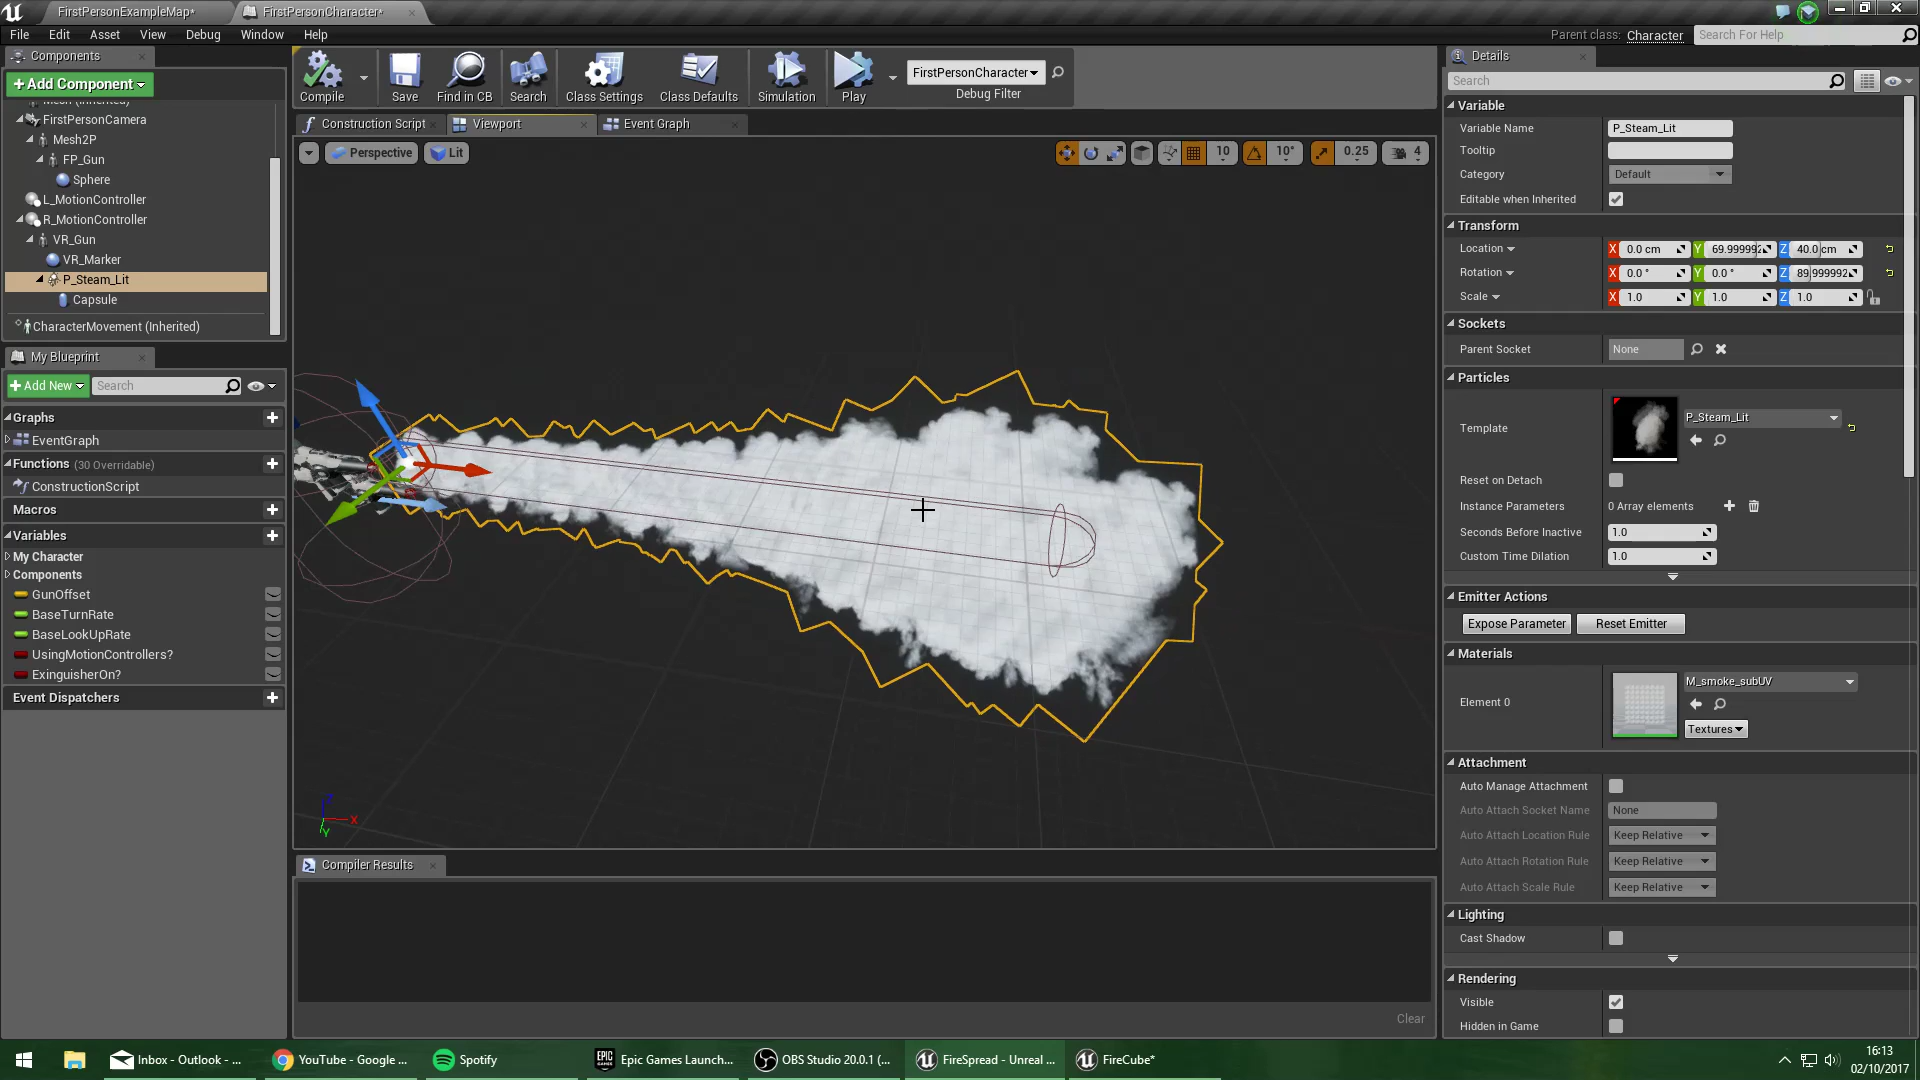 FirstPersonExampleMap*
FirstPersonCharacter*
File Edit Asset View Debug Window Help
Parent class: Character
Search For Help
Components
+Add Component
FirstPersonCamera
Mesh2P
FP_Gun
Sphere
L_MotionController
R_MotionController
VR_Gun
VR_Marker
P_Steam_Lit
Capsule
CharacterMovement (Inherited)
My Blueprint
+Add New
Search
Graphs
EventGraph
Functions (30 Overridable)
ConstructionScript
Macros
Variables
My Character
Components
GunOffset
BaseTurnRate
BaseLookUpRate
UsingMotionControllers?
ExinguisherOn?
Event Dispatchers
Compile
Save
Find in CB
Search
Class Settings
Class Defaults
Simulation
Play
FirstPersonCharacter
Debug Filter
Construction Script
Viewport
Event Graph
Perspective
Lit
10
10°
0.25
4
Z
X
Y
Compiler Results
Clear
Details
Search
Variable
Variable Name P_Steam_Lit
Tooltip
Category Default
Editable when Inherited
Transform
Location X 0.0 cm Y 69.999992 Z 40.0 cm
Rotation X 0.0 ° Y 0.0 ° Z 89.999992
Scale X 1.0 Y 1.0 Z 1.0
Sockets
Parent Socket None
Particles
Template P_Steam_Lit
Reset on Detach
Instance Parameters 0 Array elements
Seconds Before Inactive 1.0
Custom Time Dilation 1.0
Emitter Actions
Expose Parameter Reset Emitter
Materials
Element 0 M_smoke_subUV
Textures
Attachment
Auto Manage Attachment
Auto Attach Socket Name None
Auto Attach Location Rule Keep Relative
Auto Attach Rotation Rule Keep Relative
Auto Attach Scale Rule Keep Relative
Lighting
Cast Shadow
Rendering
Visible
Hidden in Game
Inbox - Outlook - ...
YouTube - Google ...
Spotify
Epic Games Launch...
OBS Studio 20.0.1 (...
FireSpread - Unreal ...
FireCube*
16:13
02/10/2017